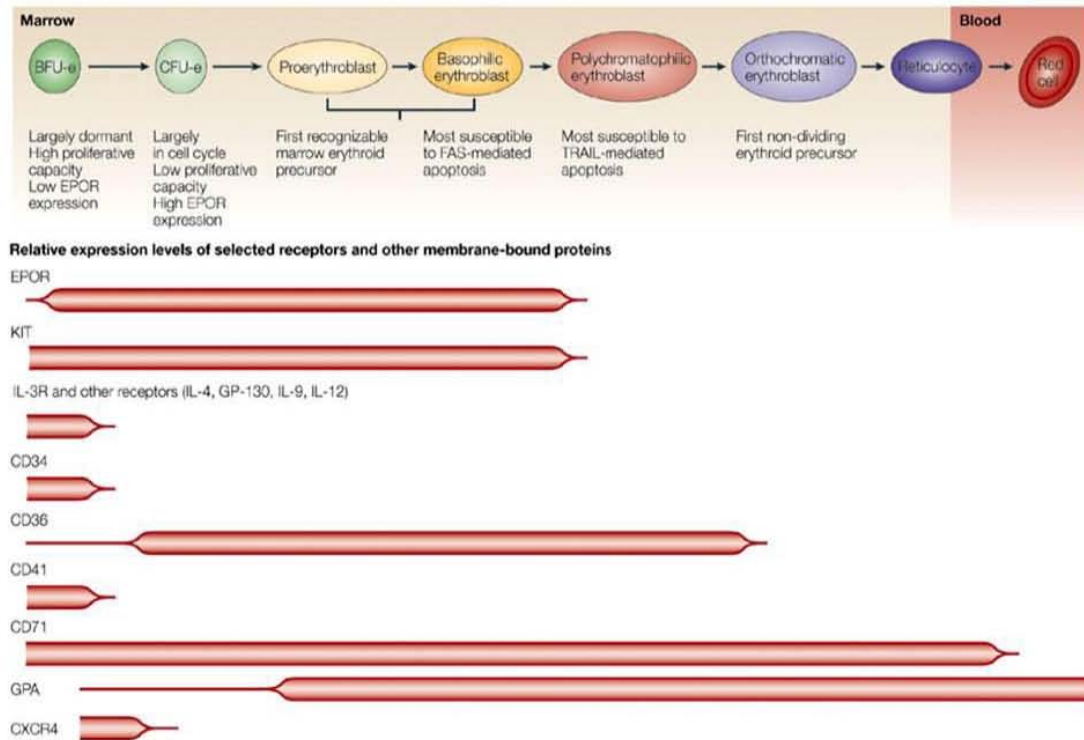 Marrow
Blood
BFU-e
CFU-e
Proerythroblast
Basophilic
erythroblast
Polychromatophilic
erythroblast
Orthochromatic
erythroblast
Reticulocyte
Red
cell
Largely dormant
High proliferative
capacity
Low EPOR
expression
Largely
in cell cycle
Low proliferative
capacity
High EPOR
expression
First recognizable
marrow erythroid
precursor
Most susceptible
to FAS-mediated
apoptosis
Most susceptible to
TRAIL-mediated
apoptosis
First non-dividing
erythroid precursor
Relative expression levels of selected receptors and other membrane-bound proteins
EPOR
KIT
IL-3R and other receptors (IL-4, GP-130, IL-9, IL-12)
CD34
CD36
CD41
CD71
GPA
CXCR4